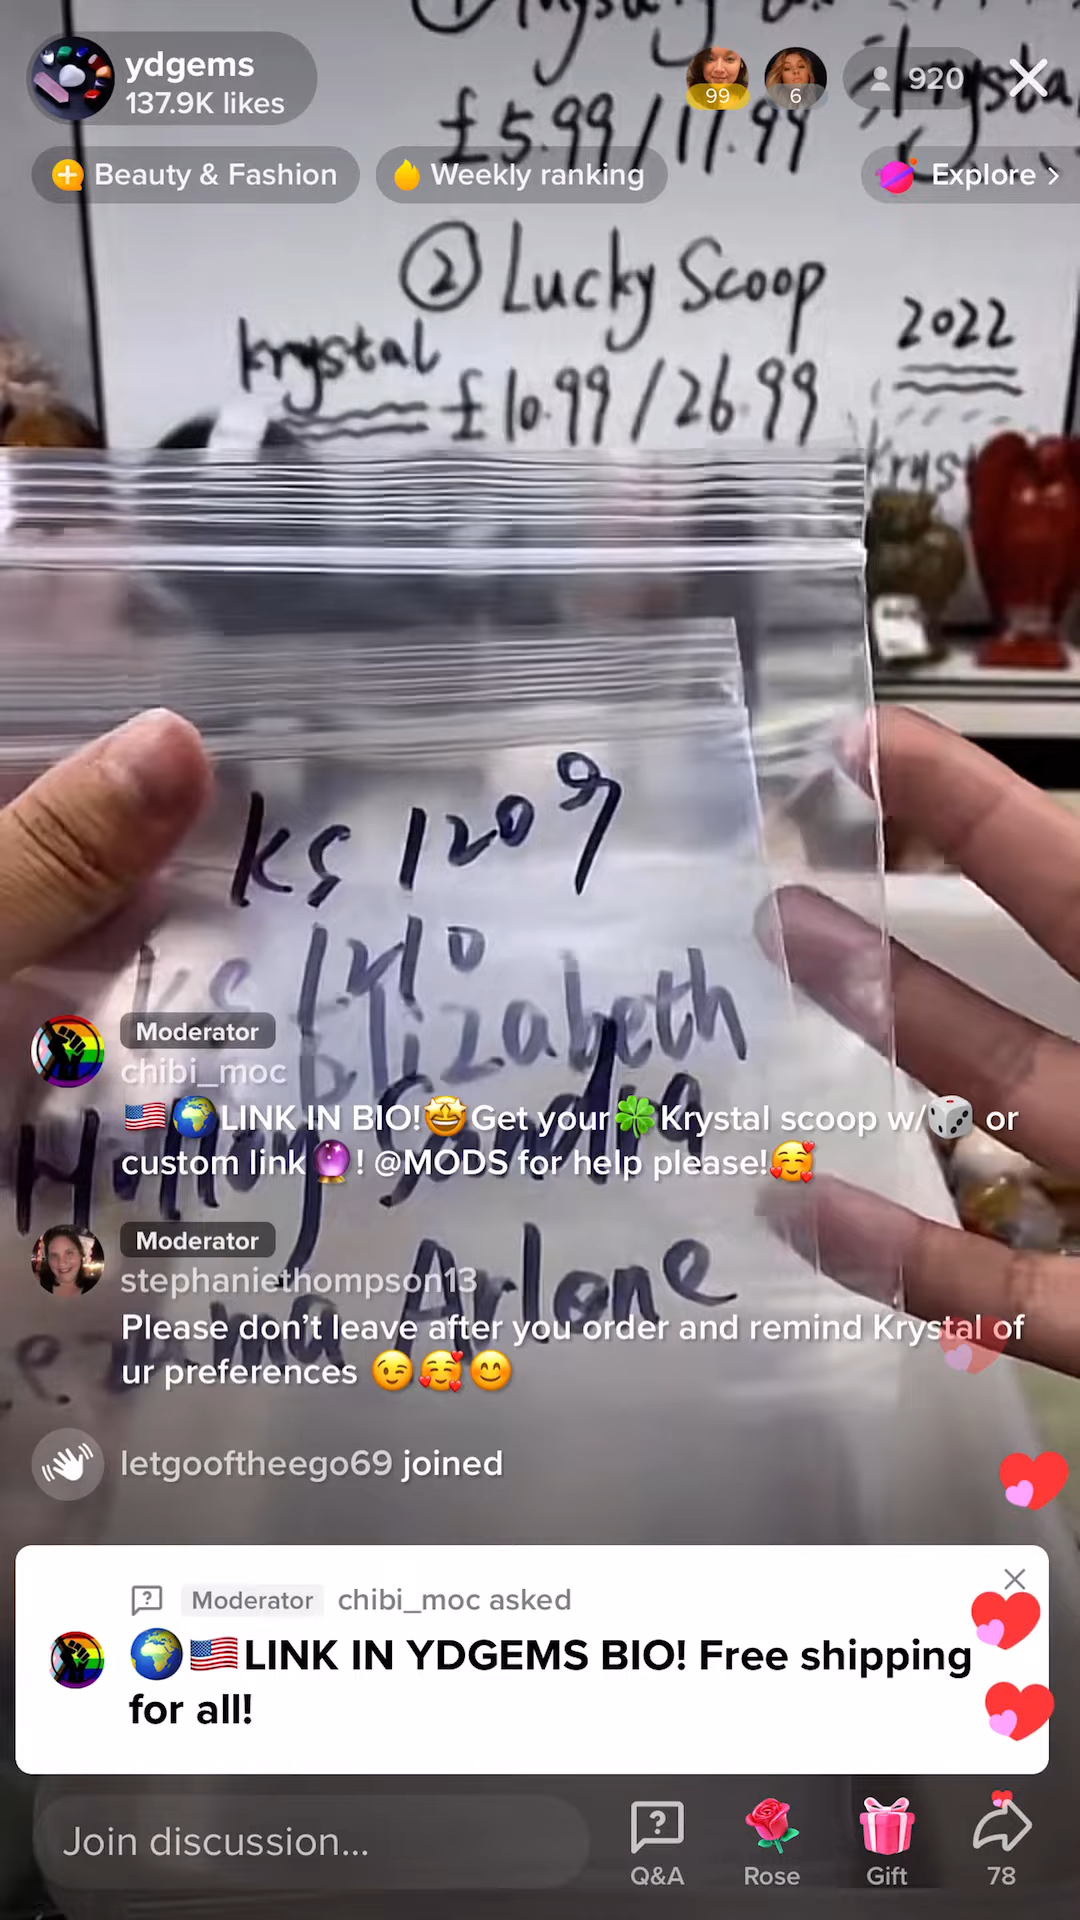 ydgems
137.9K likes
99
6
920
£5.99/11.99
Beauty & Fashion
Weekly ranking
Explore >
② Lucky Scoop
2022
krystal
£10.99/26.99
Ks 1209
Ks 1210
Elizabeth
Moderator
chibi_moc
🇺🇸🌍LINK IN BIO!🤩Get your🍀Krystal scoop w/🎲 or
custom link🔮! @MODS for help please!🥰
Sandra
Moderator
Arlene
stephaniethompson13
Please don't leave after you order and remind Krystal of
ur preferences 😉🥰😊
letgooftheego69 joined
Moderator chibi_moc asked
🌍🇺🇸LINK IN YDGEMS BIO! Free shipping
for all!
Join discussion...
Q&A
Rose
Gift
78